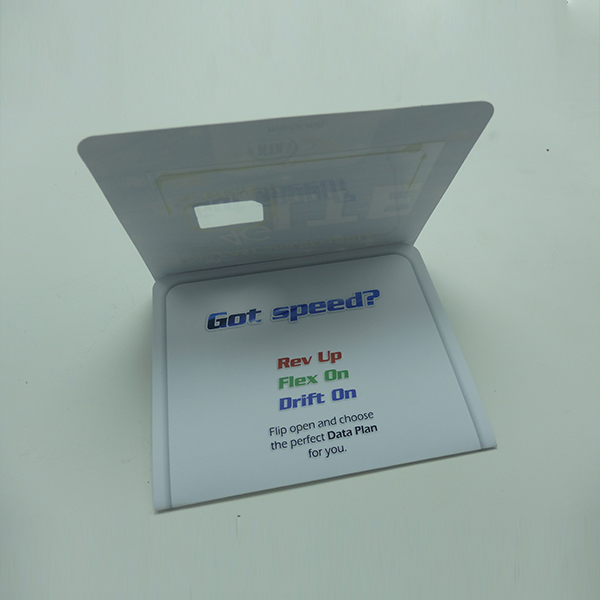 Got speed?
Rev Up
Flex On
Drift On
Flip open and choose
the perfect Data Plan
for you.